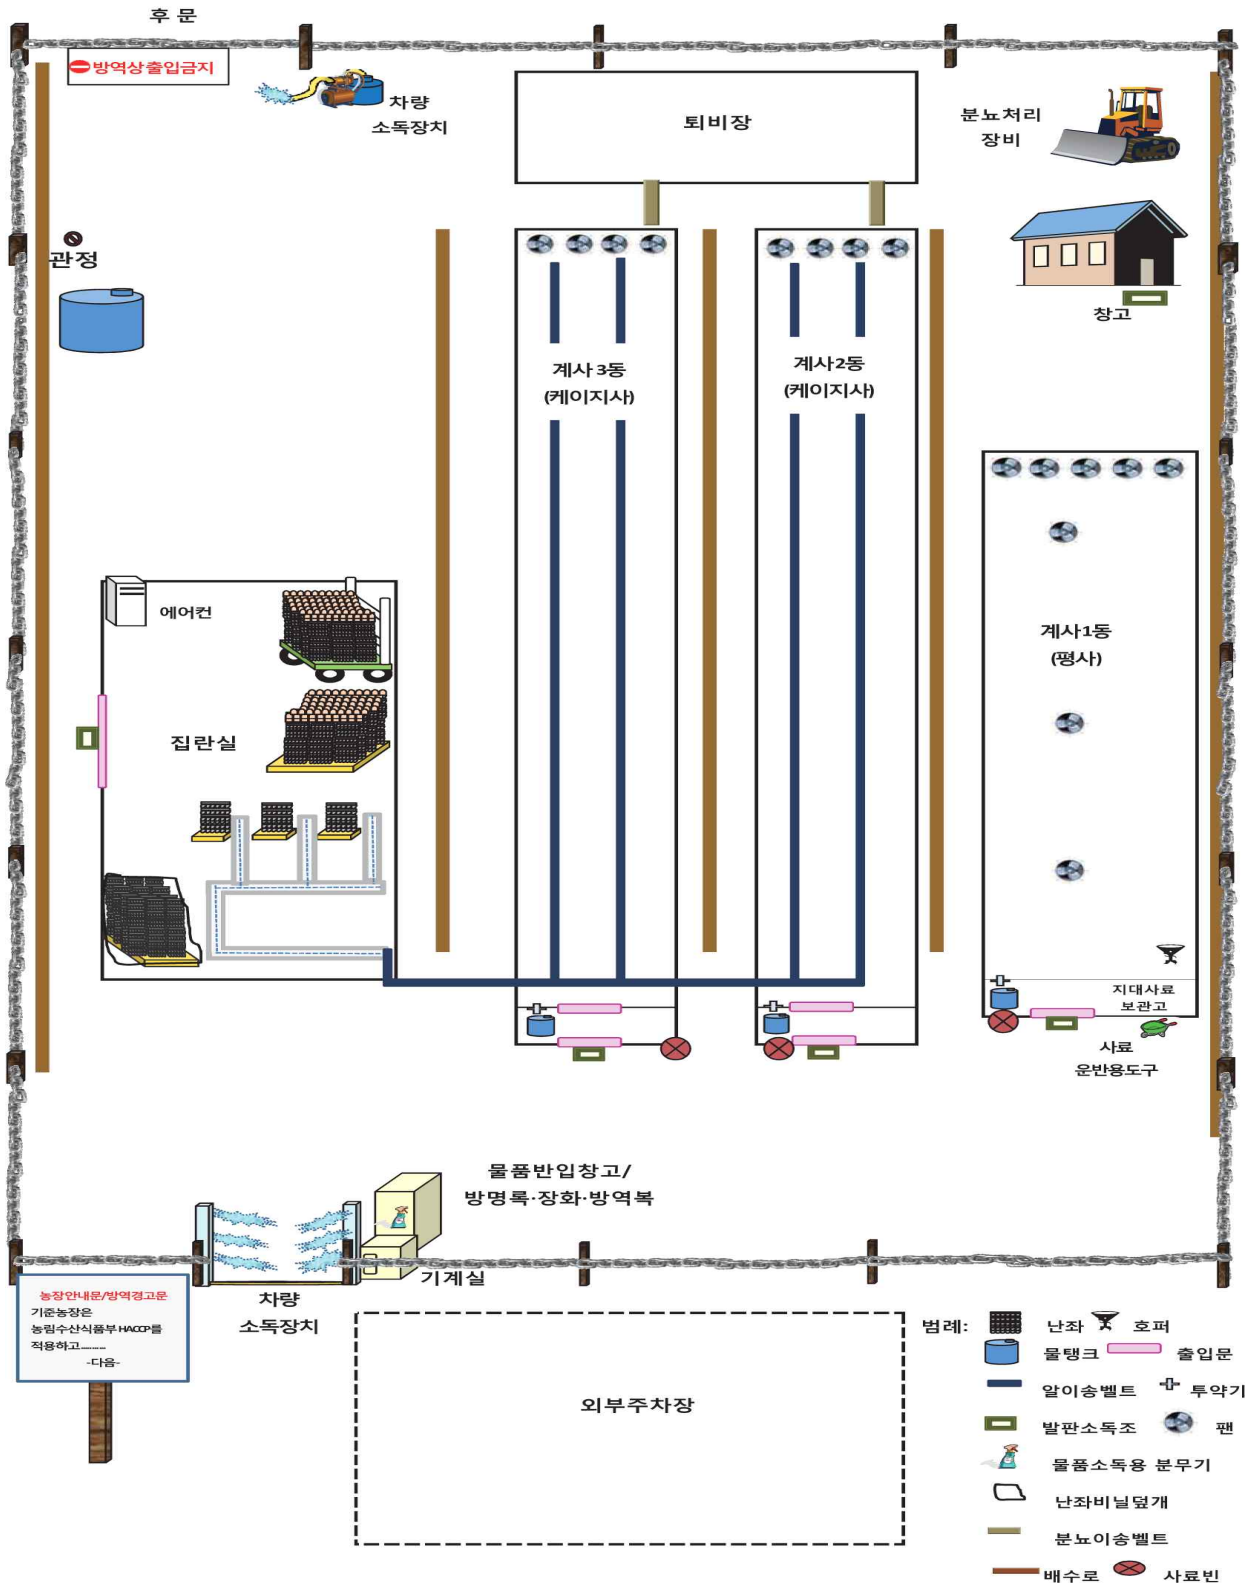 후 문
방역상 출입금지
차량
소독장치
퇴비장
분뇨처리
장비
관정
창고
계사 3동
(케이지사)
계사 2동
(케이지사)
에어컨
계사 1동
(평사)
집란실
지대사료
보관고
사료
운반용도구
물품반입창고/
방명록·장화·방역복
기계실
차량
소독장치
농장안내문/방역경고문
기준농장은
농림수산식품부 HACCP를
적용하고.........
-다음-
외부주차장
범례: 난좌 호퍼
물탱크 출입문
알이송벨트 투약기
발판소독조 팬
물품소독용 분무기
난좌비닐덮개
분뇨이송벨트
배수로 사료빈